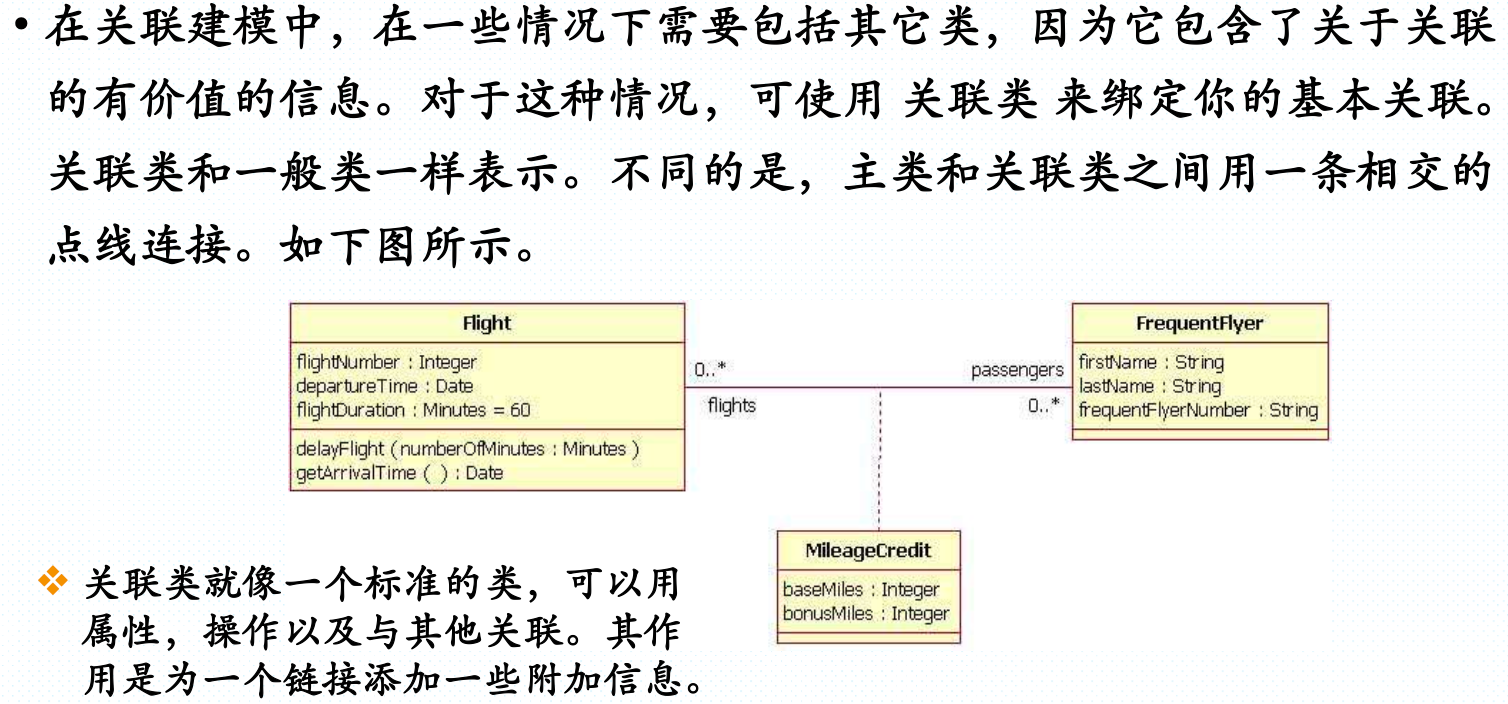 • 在关联建模中，在一些情况下需要包括其它类，因为它包含了关于关联
的有价值的信息。对于这种情况，可使用 关联类 来绑定你的基本关联。
关联类和一般类一样表示。不同的是，主类和关联类之间用一条相交的
点线连接。如下图所示。
Flight
flightNumber : Integer
departureTime : Date
flightDuration : Minutes = 60
delayFlight ( numberOfMinutes : Minutes )
getArrivalTime ( ) : Date
0..*
flights
passengers
0..*
FrequentFlyer
firstName : String
lastName : String
frequentFlyerNumber : String
MileageCredit
baseMiles : Integer
bonusMiles : Integer
❖ 关联类就像一个标准的类，可以用
属性，操作以及与其他关联。其作
用是为一个链接添加一些附加信息。